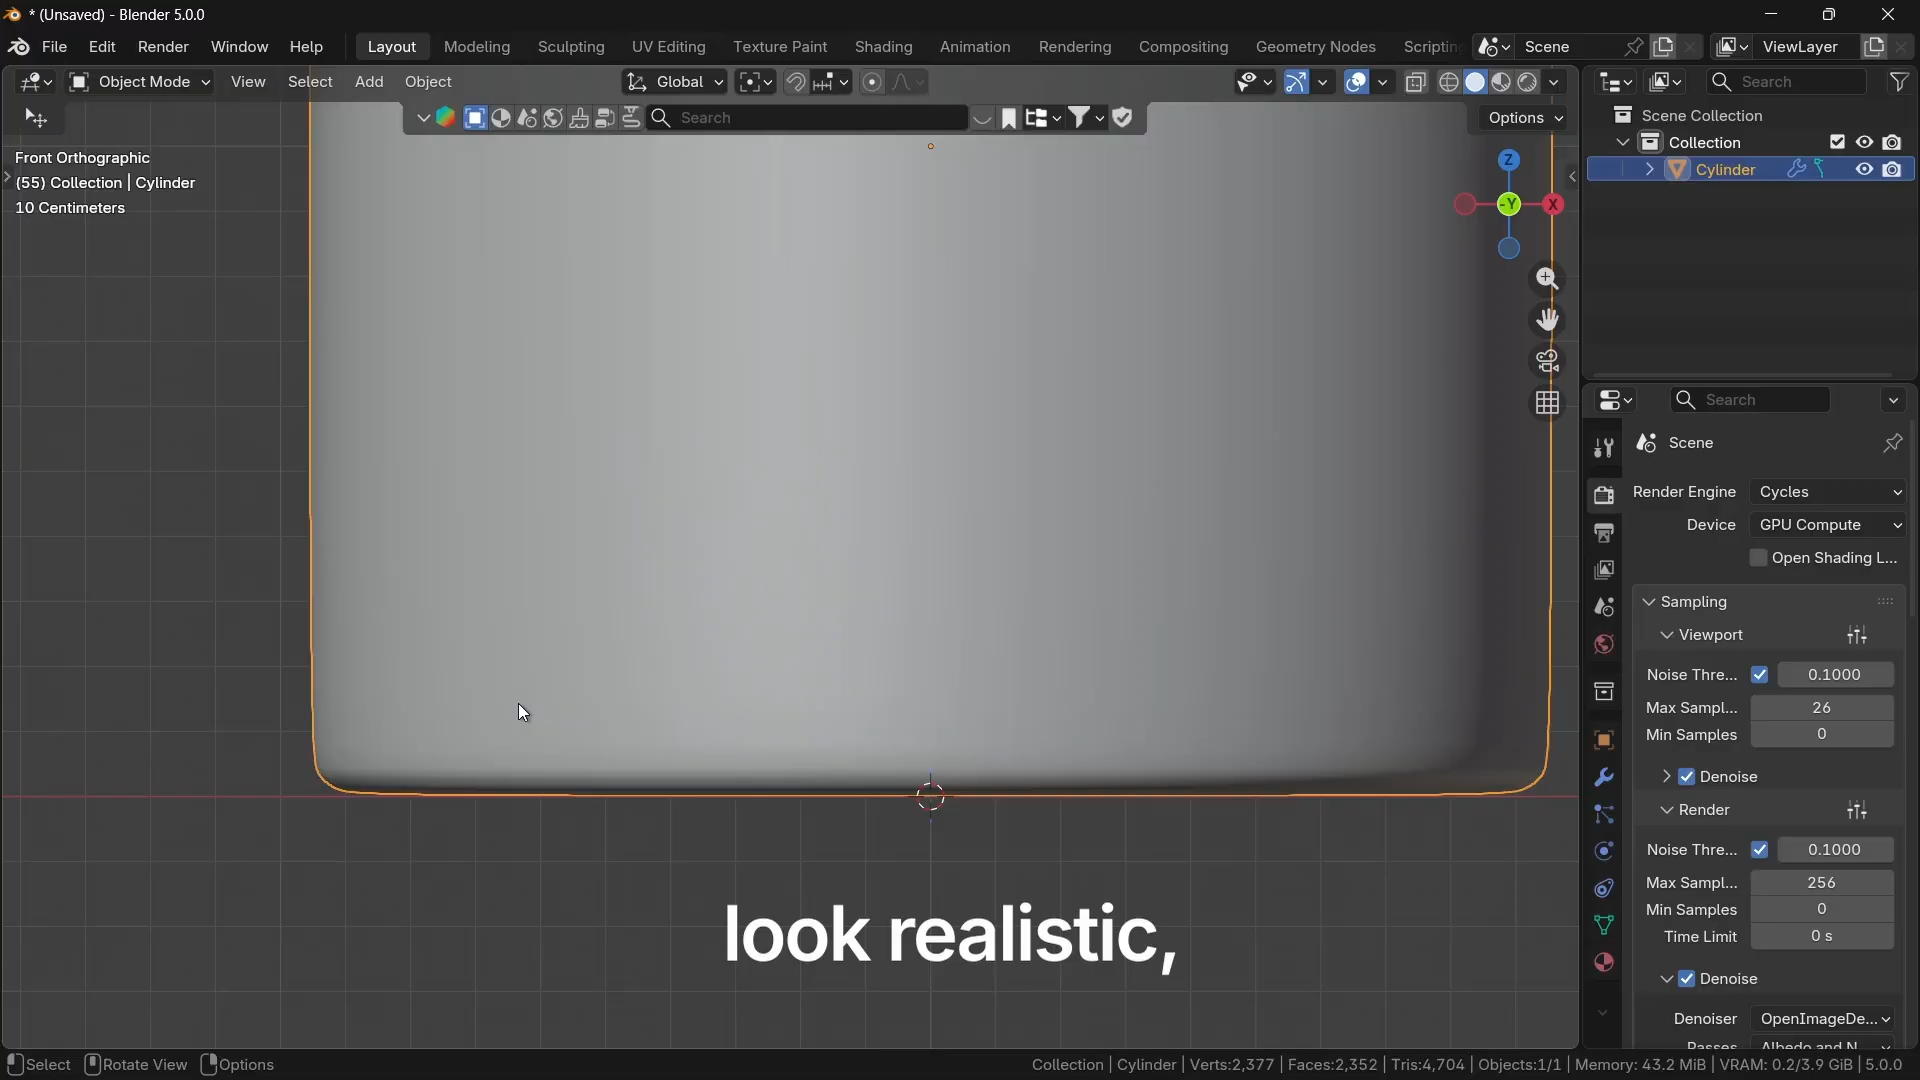 * (Unsaved) - Blender 5.0.0
File Edit Render Window Help Layout Modeling Sculpting UV Editing Texture Paint Shading Animation Rendering Compositing Geometry Nodes Scripting Scene ViewLayer
Object Mode View Select Add Object Global Search
Search Options
Scene Collection
Collection
Cylinder
Front Orthographic
(55) Collection | Cylinder
10 Centimeters
Z
-Y X
Search
Scene
Render Engine Cycles
Device GPU Compute
Open Shading L...
Sampling
Viewport
Noise Thre... 0.1000
Max Sampl... 26
Min Samples 0
Denoise
Render
Noise Thre... 0.1000
Max Sampl... 256
Min Samples 0
Time Limit 0 s
Denoise
Denoiser OpenImageDe...
Passes Albedo and N...
look realistic,
Select Rotate View Options Collection | Cylinder | Verts:2,377 | Faces:2,352 | Tris:4,704 | Objects:1/1 | Memory: 43.2 MiB | VRAM: 0.2/3.9 GiB | 5.0.0